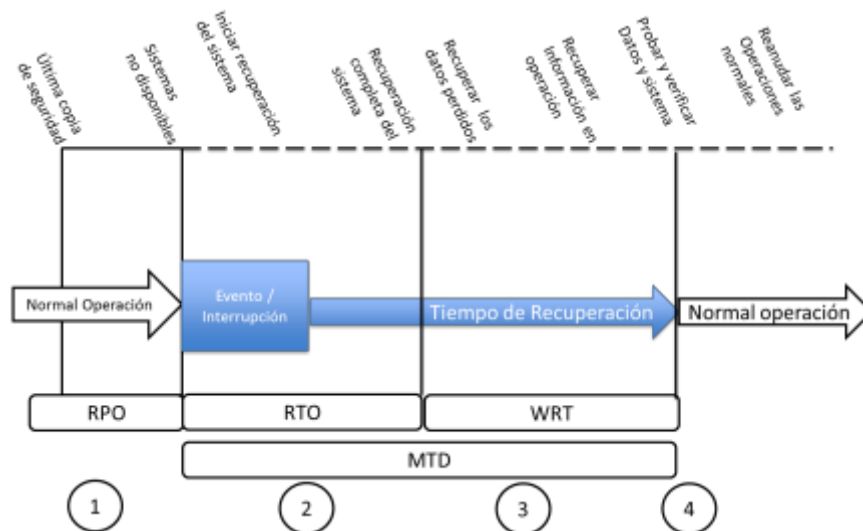 Última copia
de seguridad
Sistemas
no disponibles
Iniciar recuperación
del sistema
Recuperación
completa del
sistema
Recuperar los
datos perdidos
Recuperar
Información en
operación
Probar y verificar
Datos y sistema
Reanudar las
Operaciones
normales
Normal Operación
Evento /
Interrupción
Tiempo de Recuperación
Normal operación
RPO
RTO
WRT
MTD
1
2
3
4